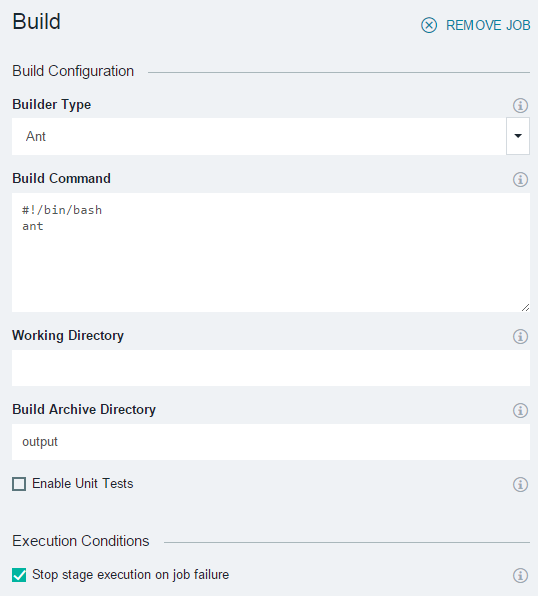 Build
REMOVE JOB
Build Configuration
Builder Type
Ant
Build Command
#!/bin/bash
ant
Working Directory
Build Archive Directory
output
Enable Unit Tests
Execution Conditions
Stop stage execution on job failure